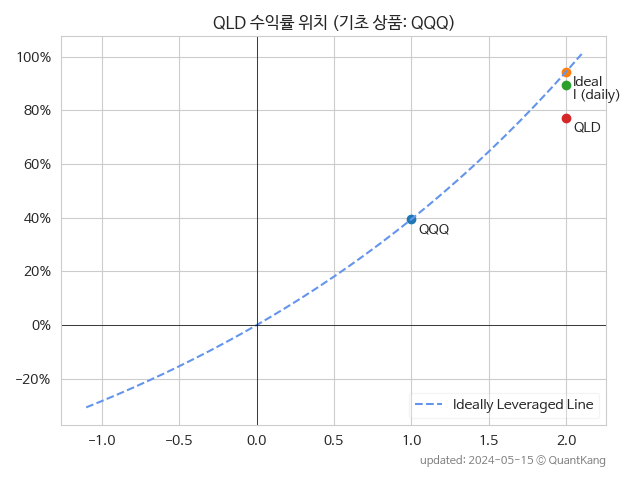 QLD 수익률 위치 (기초 상품: QQQ)
100%
80%
60%
40%
20%
0%
−20%
Ideal
I (daily)
QLD
QQQ
Ideally Leveraged Line
−1.0
−0.5
0.0
0.5
1.0
1.5
2.0
updated: 2024-05-15 © QuantKang